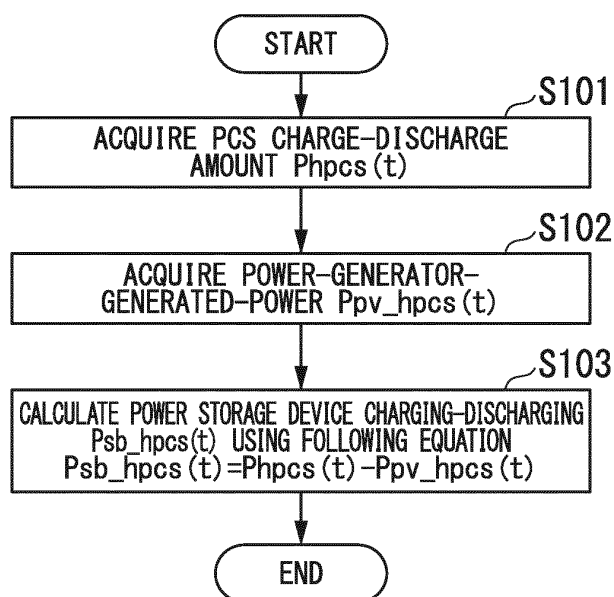 START
S101
ACQUIRE PCS CHARGE-DISCHARGE
AMOUNT Phpcs(t)
S102
ACQUIRE POWER-GENERATOR-
GENERATED-POWER Ppv_hpcs(t)
S103
CALCULATE POWER STORAGE DEVICE CHARGING-DISCHARGING
Psb_hpcs(t) USING FOLLOWING EQUATION
Psb_hpcs(t)=Phpcs(t)-Ppv_hpcs(t)
END